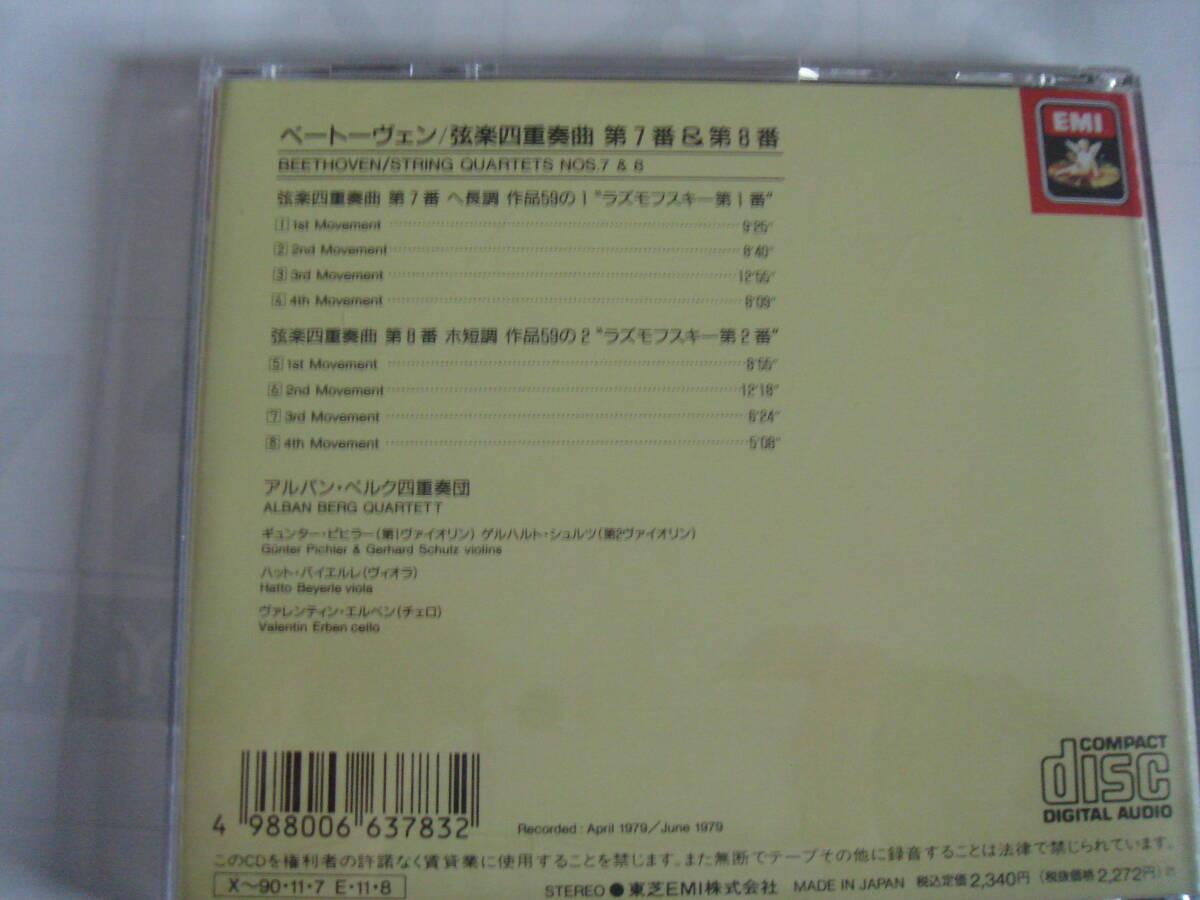 ベートーヴェン/弦楽四重奏曲 第7番&第8番
BEETHOVEN/STRING QUARTETS NOS.7 & 8
EMI
弦楽四重奏曲 第7番 ヘ長調 作品59の1 "ラズモフスキー第1番"
1 1st Movement 9'25"
2 2nd Movement 8'40"
3 3rd Movement 12'55"
4 4th Movement 8'09"
弦楽四重奏曲 第8番 ホ短調 作品59の2 "ラズモフスキー第2番"
5 1st Movement 8'55"
6 2nd Movement 12'18"
7 3rd Movement 6'24"
8 4th Movement 5'08"
アルバン・ベルク四重奏団
ALBAN BERG QUARTETT
ギュンター・ピヒラー(第1ヴァイオリン) ゲルハルト・シュルツ(第2ヴァイオリン)
Günter Pichler & Gerhard Schulz violins
ハット・バイエルレ(ヴィオラ)
Hatto Beyerle viola
ヴァレンティン・エルベン(チェロ)
Valentin Erben cello
COMPACT
disc
DIGITAL AUDIO
4 988006 637832
Recorded : April 1979/June 1979
このCDを権利者の許諾なく賃貸業に使用することを禁じます。また無断でテープその他に録音することは法律で禁じられています。
X〜90・11・7 E・11・8
STEREO ● 東芝EMI株式会社 MADE IN JAPAN 税込定価2,340円 (税抜価格2,272円)